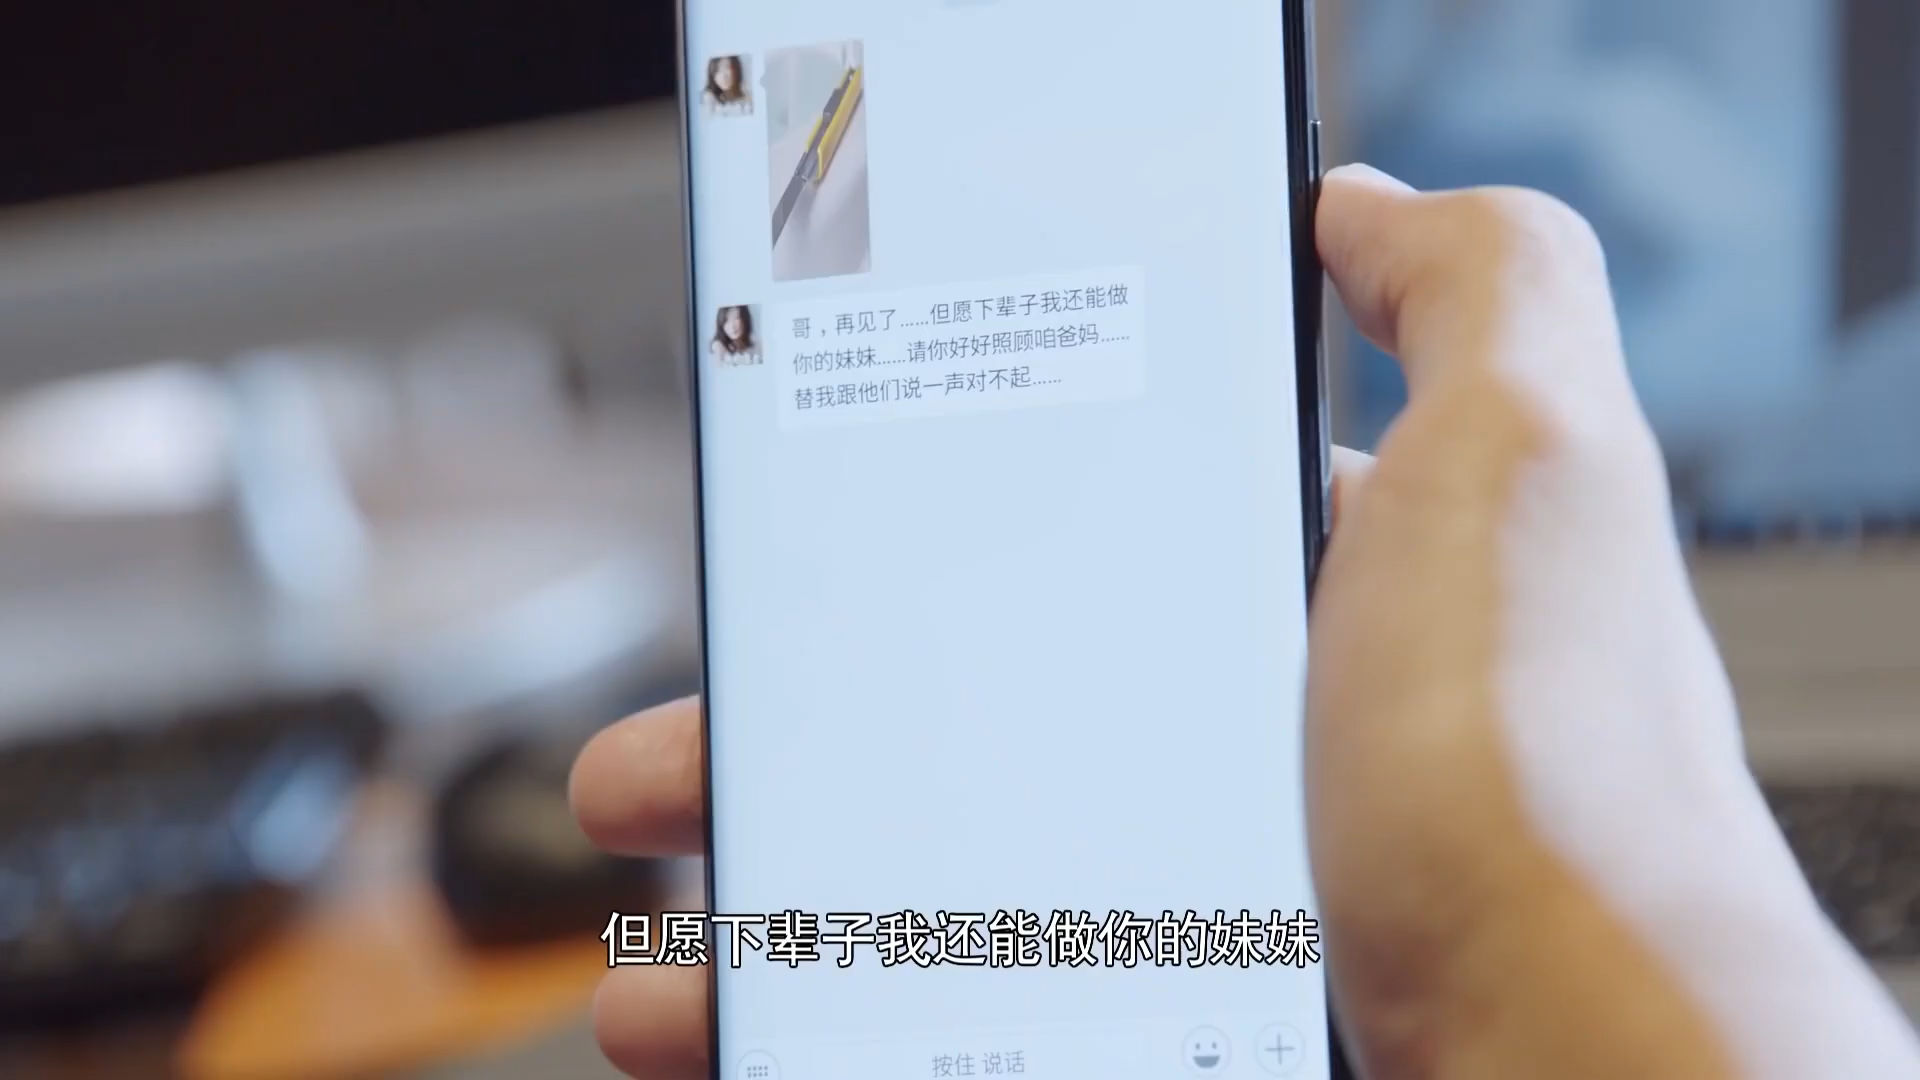 哥，再见了……但愿下辈子我还能做
你的妹妹……请你好好照顾咱爸妈……
替我跟他们说一声对不起……
但愿下辈子我还能做你的妹妹
按住 说话